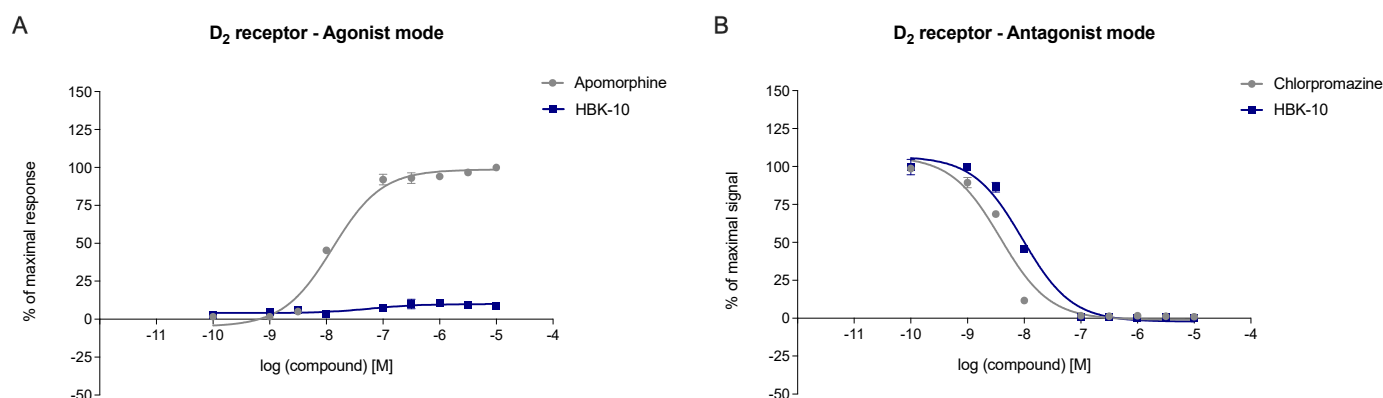 A
D2 receptor - Agonist mode
Apomorphine
HBK-10
% of maximal response
150
125
100
75
50
25
0
-25
-50
-11
-10
-9
-8
-7
-6
-5
-4
log (compound) [M]
B
D2 receptor - Antagonist mode
Chlorpromazine
HBK-10
% of maximal signal
150
125
100
75
50
25
0
-25
-50
-11
-10
-9
-8
-7
-6
-5
-4
log (compound) [M]